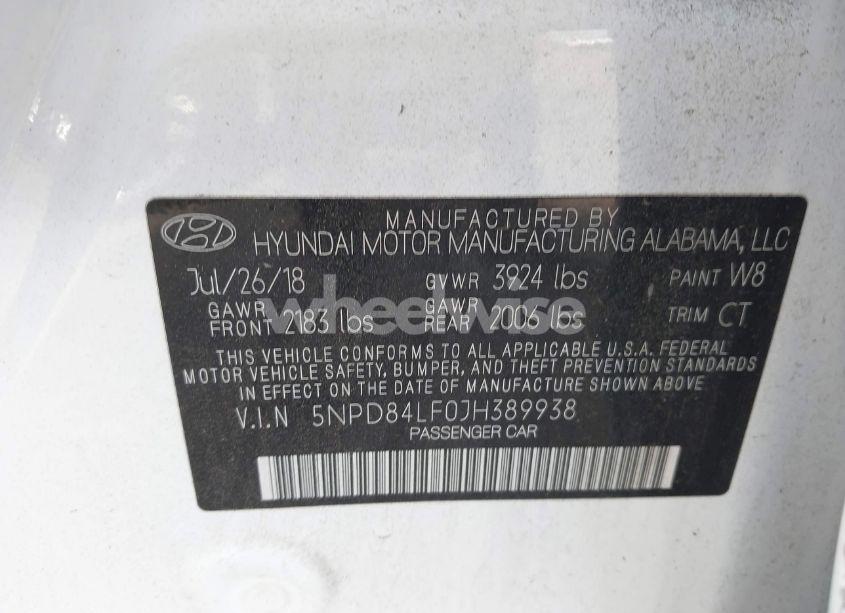 MANUFACTURED BY
HYUNDAI MOTOR MANUFACTURING ALABAMA, LLC
Jul/26/18 GVWR 3924 lbs PAINT W8
GAWR FRONT 2183 lbs GAWR REAR 2006 lbs TRIM CT
wheelwise
THIS VEHICLE CONFORMS TO ALL APPLICABLE U.S.A. FEDERAL
MOTOR VEHICLE SAFETY, BUMPER, AND THEFT PREVENTION STANDARDS
IN EFFECT ON THE DATE OF MANUFACTURE SHOWN ABOVE
V.I.N 5NPD84LF0JH389938
PASSENGER CAR